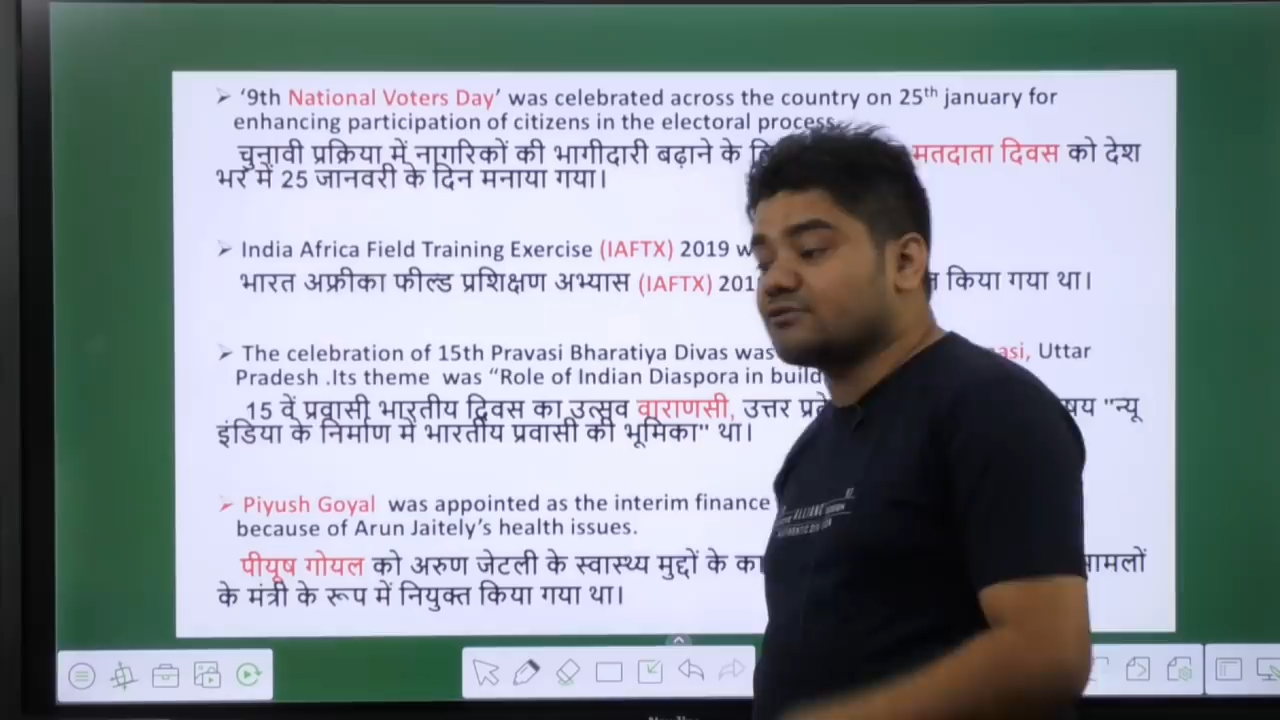 ➢ ‘9th National Voters Day’ was celebrated across the country on 25th january for
enhancing participation of citizens in the electoral process.
चुनावी प्रक्रिया में नागरिकों की भागीदारी बढ़ाने के मतदाता दिवस को देश
भर में 25 जानवरी के दिन मनाया गया।
➢ India Africa Field Training Exercise (IAFTX) 2019
भारत अफ्रीका फील्ड प्रशिक्षण अभ्यास (IAFTX) किया गया था।
➢ The celebration of 15th Pravasi Bharatiya Divas was Uttar
Pradesh .Its theme was “Role of Indian Diaspora in
15 वें प्रवासी भारतीय दिवस का उत्सव वाराणसी, उत्तर "न्यू
इंडिया के निर्माण में भारतीय प्रवासी की भूमिका" था।
➢ Piyush Goyal was appointed as the interim finance
because of Arun Jaitely’s health issues.
पीयूष गोयल को अरुण जेटली के स्वास्थ्य मुद्दों के
के मंत्री के रूप में नियुक्त किया गया था।
ALLIANCE